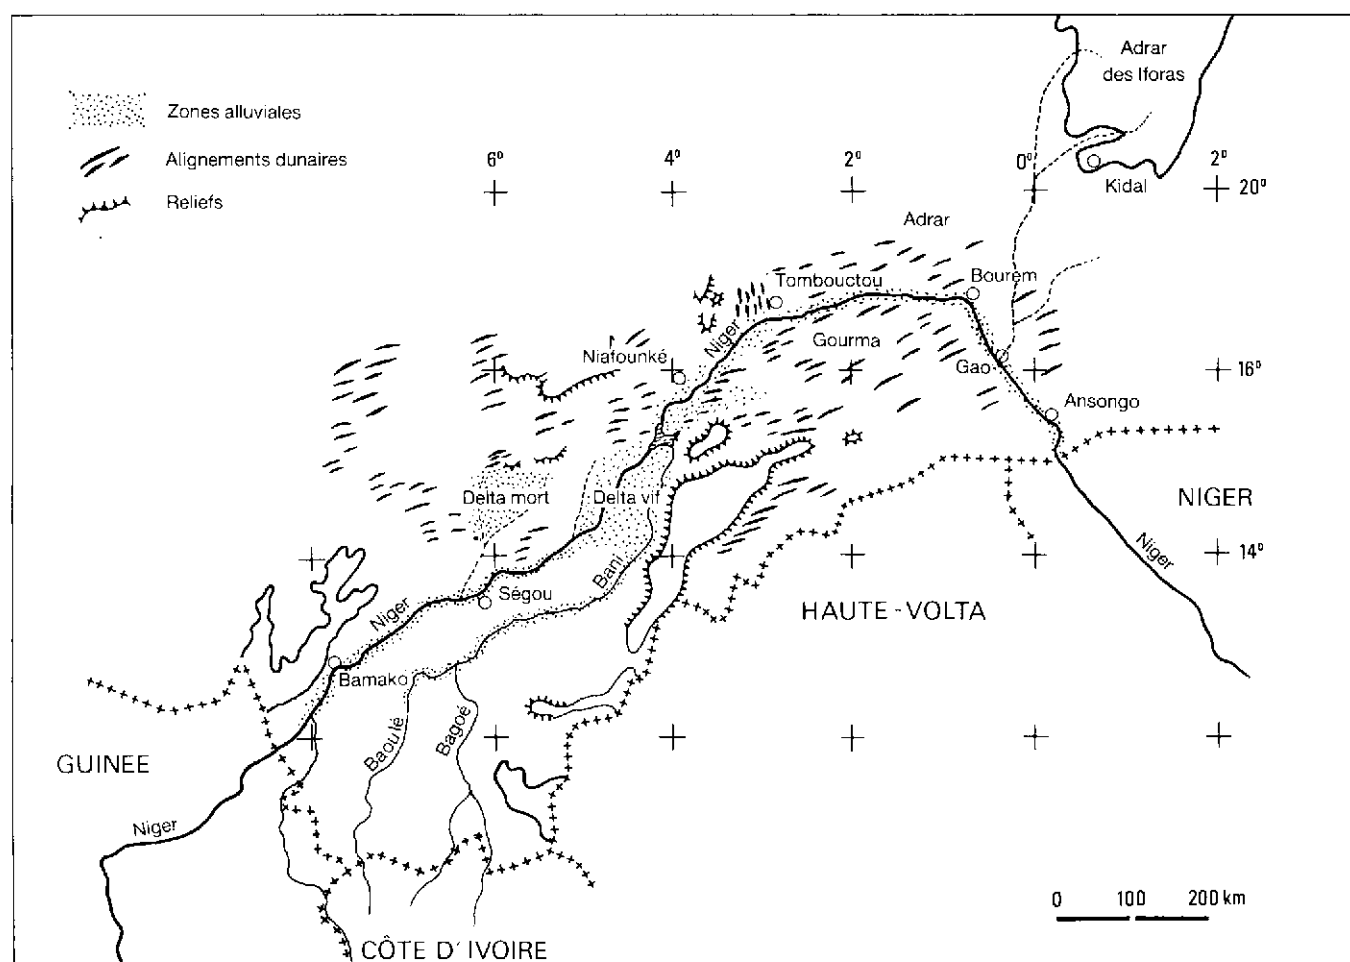 Adrar
des Iforas
Zones alluviales
Alignements dunaires
Reliefs
6°
4°
2°
0°
2°
20°
Kidal
Adrar
Tombouctou
Bourem
Niger
Gourma
Niafounké
Gao
16°
Ansongo
Delta mort
Delta vif
NIGER
Niger
14°
Bani
Ségou
Niger
HAUTE-VOLTA
Bamako
Baoulé
Bagoé
GUINEE
Niger
0 100 200 km
CÔTE D'IVOIRE